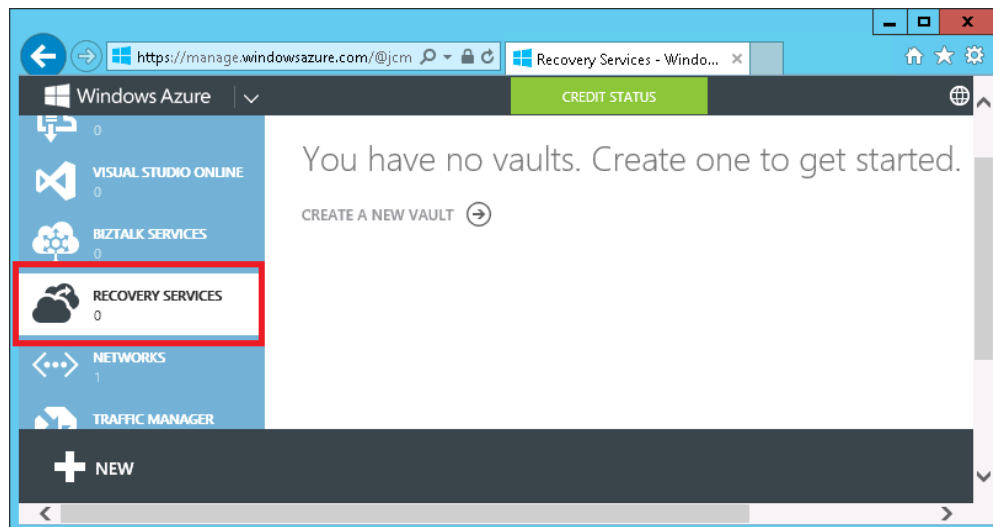 https://manage.windowsazure.com/@jcm
Recovery Services - Windo...
Windows Azure
CREDIT STATUS
0
VISUAL STUDIO ONLINE
0
BIZTALK SERVICES
0
RECOVERY SERVICES
0
NETWORKS
1
TRAFFIC MANAGER
You have no vaults. Create one to get started.
CREATE A NEW VAULT
NEW